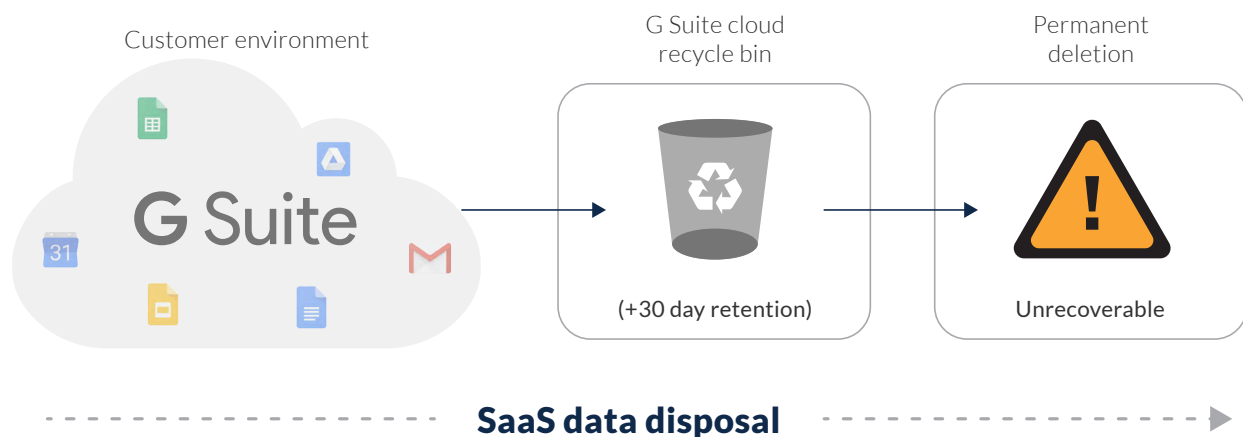 Customer environment
G Suite cloud
recycle bin
Permanent
deletion
G Suite
31
!
(+30 day retention)
Unrecoverable
SaaS data disposal